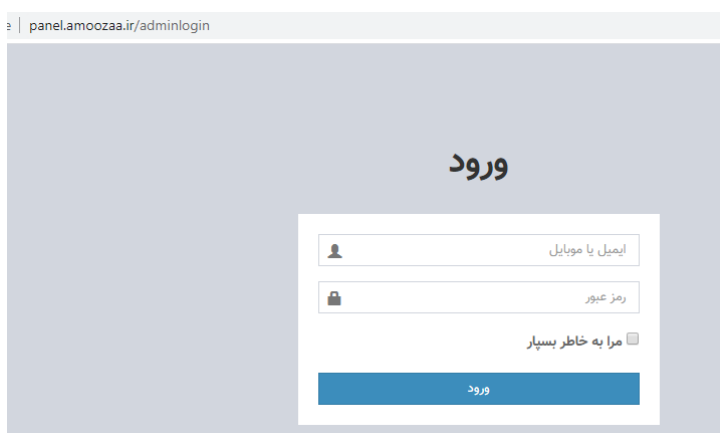 e | panel.amoozaa.ir/adminlogin
ورود
ایمیل یا موبایل
رمز عبور
مرا به خاطر بسپار
ورود